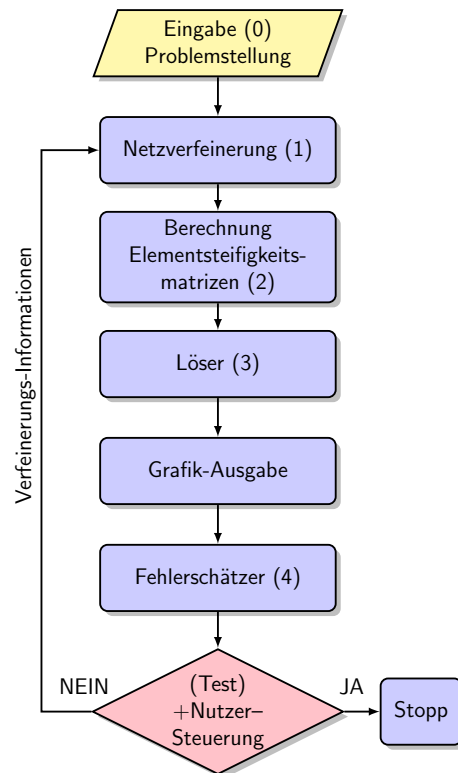 Eingabe (0)
Problemstellung
Netzverfeinerung (1)
Berechnung
Elementsteifigkeits-
matrizen (2)
Löser (3)
Grafik-Ausgabe
Fehlerschätzer (4)
Verfeinerungs-Informationen
NEIN
(Test)
+Nutzer–
Steuerung
JA
Stopp